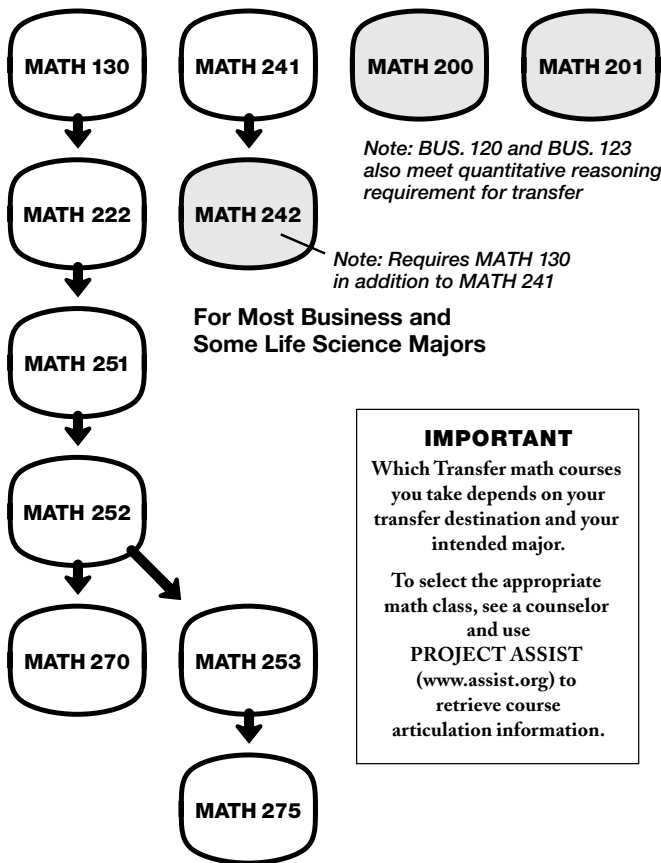 MATH 130
MATH 241
MATH 200
MATH 201
Note: BUS. 120 and BUS. 123
also meet quantitative reasoning
requirement for transfer
MATH 222
MATH 242
Note: Requires MATH 130
in addition to MATH 241
For Most Business and
Some Life Science Majors
MATH 251
IMPORTANT
Which Transfer math courses
you take depends on your
transfer destination and your
intended major.
To select the appropriate
math class, see a counselor
and use
PROJECT ASSIST
(www.assist.org) to
retrieve course
articulation information.
MATH 252
MATH 270
MATH 253
MATH 275